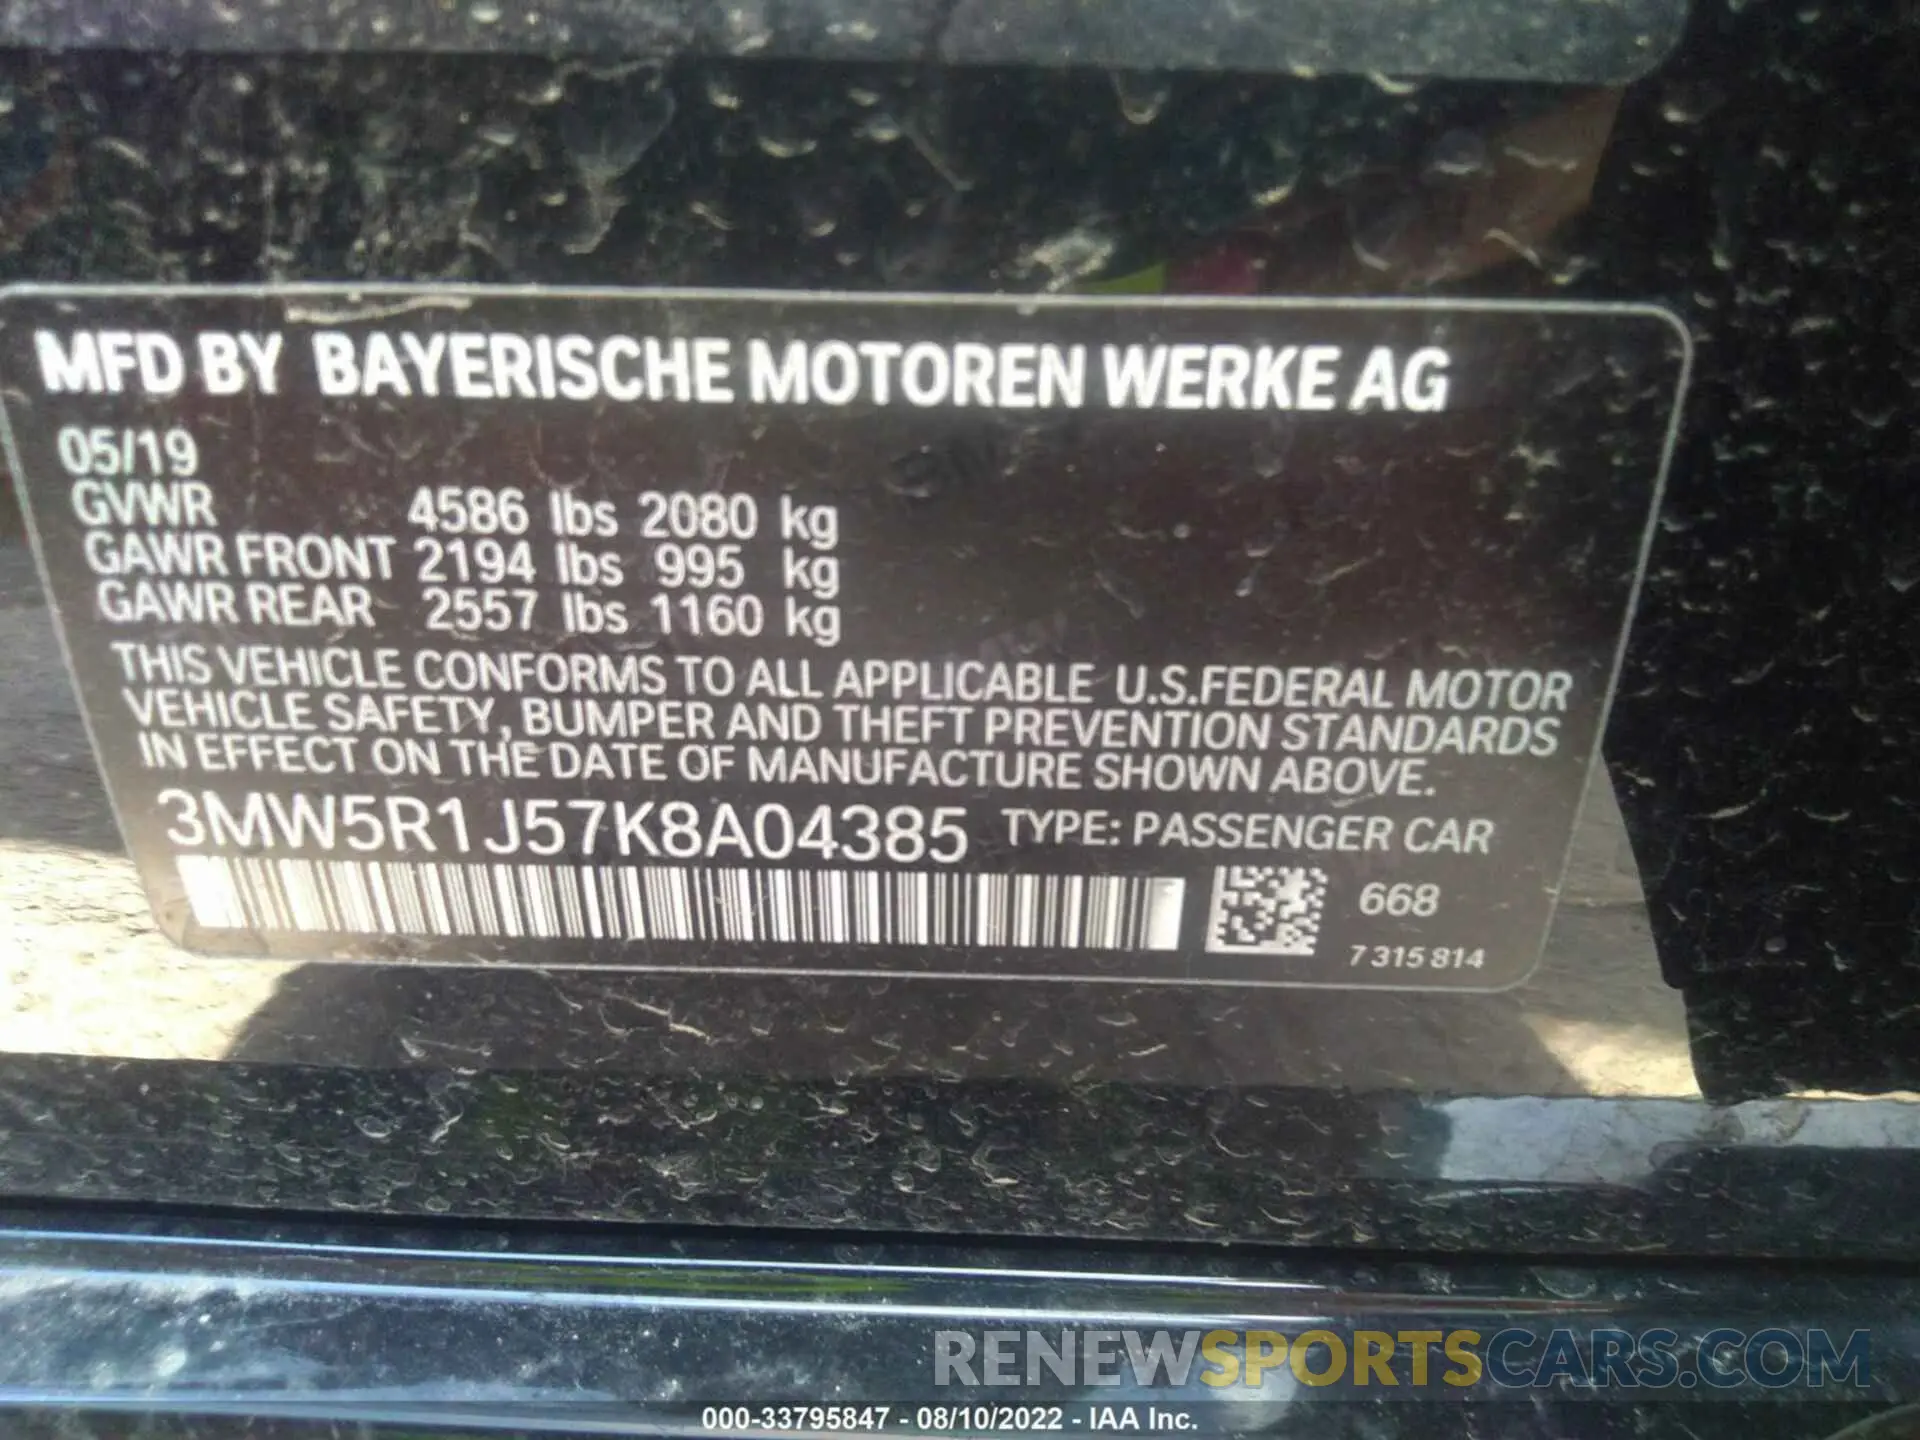 MFD BY BAYERISCHE MOTOREN WERKE AG
05/19
GVWR 4586 lbs 2080 kg
GAWR FRONT 2194 lbs 995 kg
GAWR REAR 2557 lbs 1160 kg
THIS VEHICLE CONFORMS TO ALL APPLICABLE U.S.FEDERAL MOTOR
VEHICLE SAFETY, BUMPER AND THEFT PREVENTION STANDARDS
IN EFFECT ON THE DATE OF MANUFACTURE SHOWN ABOVE.
3MW5R1J57K8A04385 TYPE: PASSENGER CAR
668
7 315 814
RENEWSPORTSCARS.COM
000-33795847 - 08/10/2022 - IAA Inc.